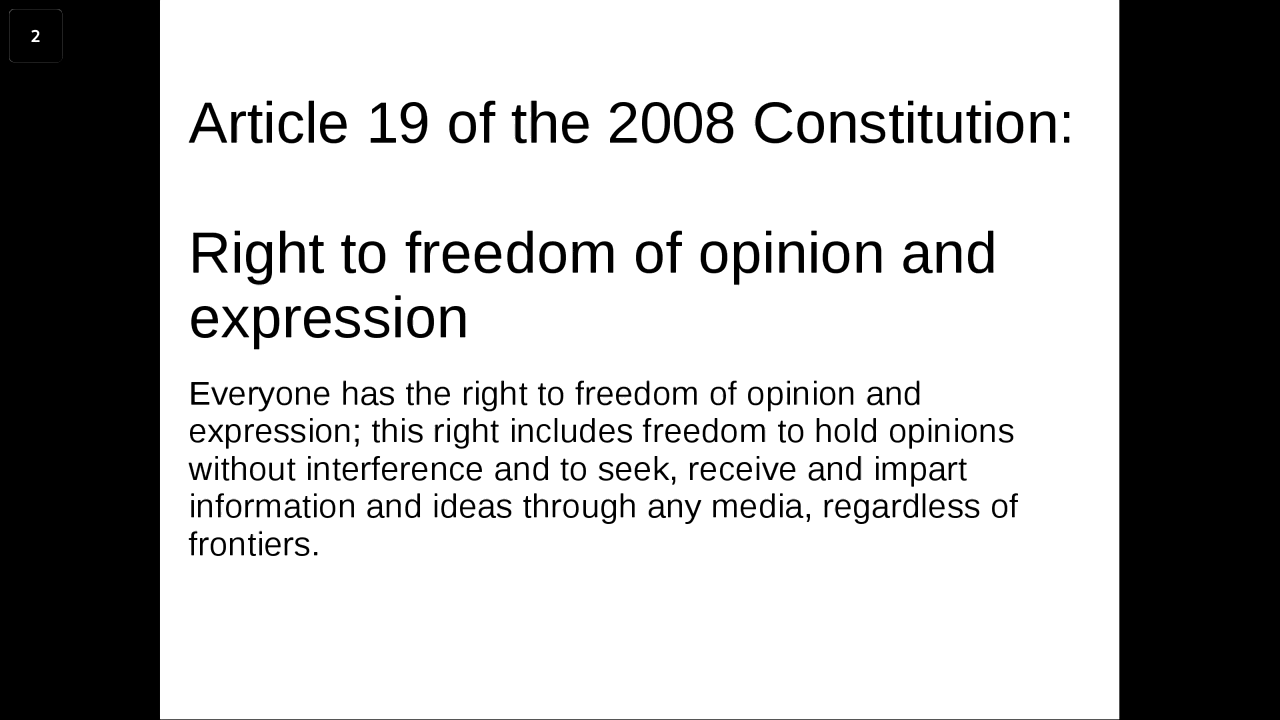 2
Article 19 of the 2008 Constitution:
Right to freedom of opinion and
expression
Everyone has the right to freedom of opinion and
expression; this right includes freedom to hold opinions
without interference and to seek, receive and impart
information and ideas through any media, regardless of
frontiers.